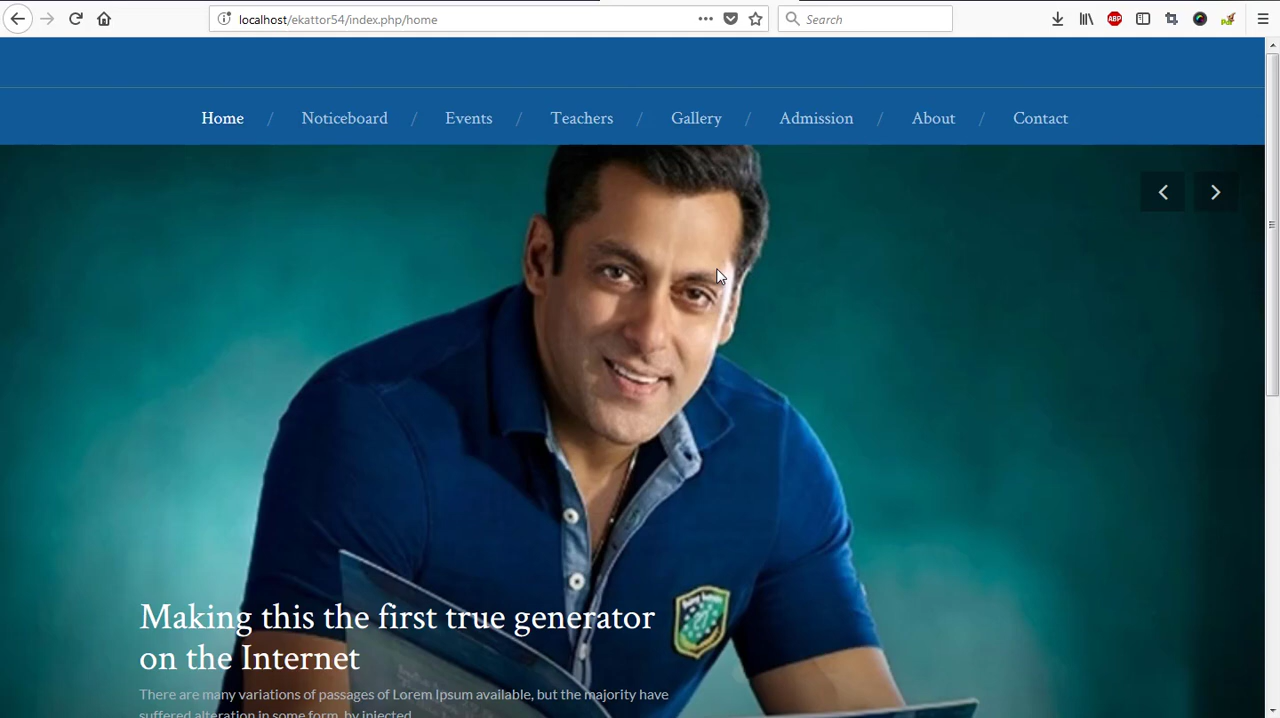 localhost/ekattor54/index.php/home
Search
ABP
Home / Noticeboard / Events / Teachers / Gallery / Admission / About / Contact
Making this the first true generator
on the Internet
There are many variations of passages of Lorem Ipsum available, but the majority have
suffered alteration in some form, by injected